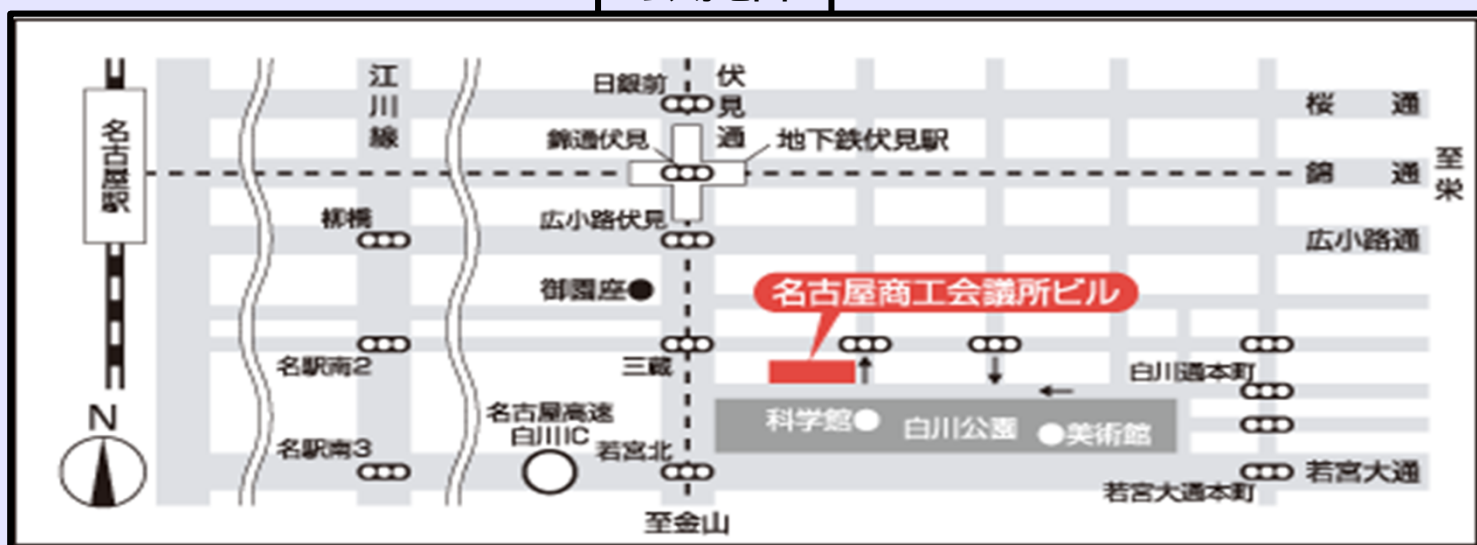 江川線
日銀前
伏見通
桜通
名古屋駅
錦通伏見
地下鉄伏見駅
錦通
至栄
柳橋
広小路伏見
広小路通
御園座
名古屋商工会議所ビル
名駅南2
三蔵
白川通本町
名古屋高速
白川IC
科学館
白川公園
美術館
N
名駅南3
若宮北
若宮大通
若宮大通本町
至金山